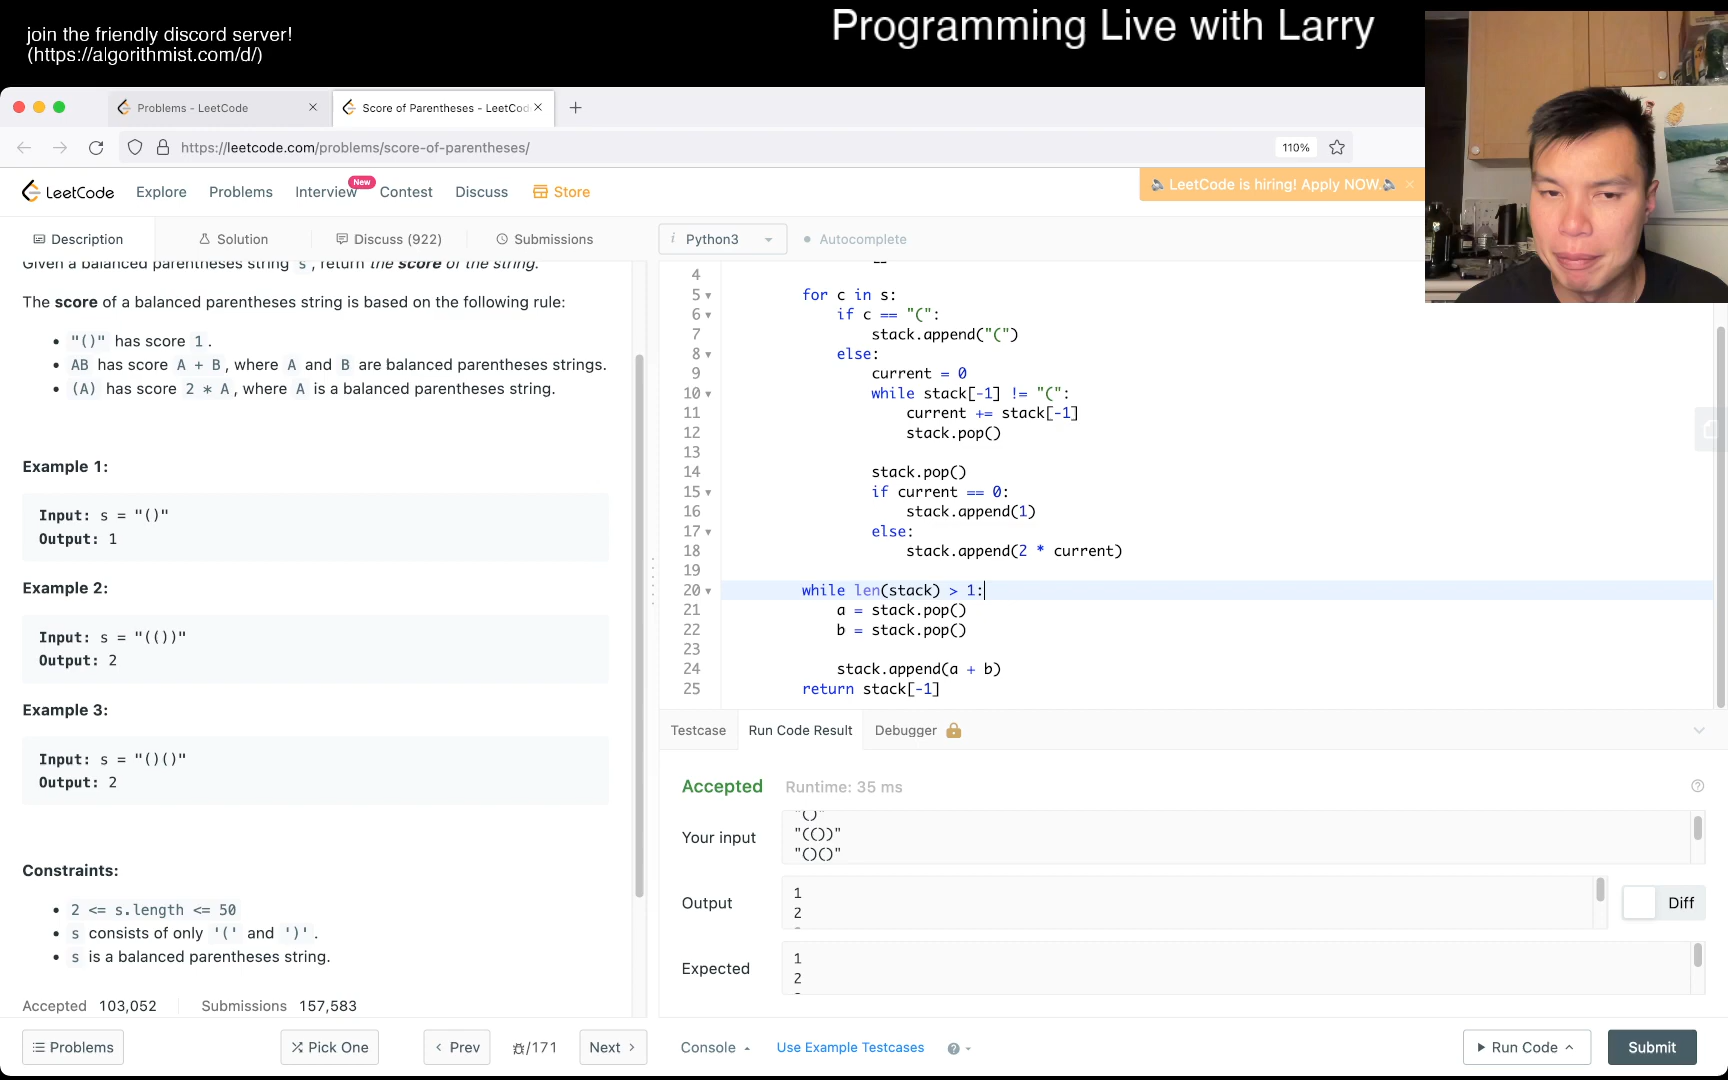 join the friendly discord server!
(https://algorithmist.com/d/)
Programming Live with Larry
Problems - LeetCode
Score of Parentheses - LeetCod
https://leetcode.com/problems/score-of-parentheses/
110%
LeetCode
Explore
Problems
Interview
New
Contest
Discuss
Store
LeetCode is hiring! Apply NOW.
Description
Solution
Discuss (922)
Submissions
i Python3
Autocomplete
Given a balanced parentheses string s, return the score of the string.
The score of a balanced parentheses string is based on the following rule:
• "()" has score 1.
• AB has score A + B, where A and B are balanced parentheses strings.
• (A) has score 2 * A, where A is a balanced parentheses string.
Example 1:
Input: s = "()"
Output: 1
Example 2:
Input: s = "(())"
Output: 2
Example 3:
Input: s = "()()"
Output: 2
Constraints:
• 2 <= s.length <= 50
• s consists of only '(' and ')'.
• s is a balanced parentheses string.
Accepted 103,052
Submissions 157,583
4
5 for c in s:
6 if c == "(":
7 stack.append("(")
8 else:
9 current = 0
10 while stack[-1] != "(":
11 current += stack[-1]
12 stack.pop()
13
14 stack.pop()
15 if current == 0:
16 stack.append(1)
17 else:
18 stack.append(2 * current)
19
20 while len(stack) > 1:
21 a = stack.pop()
22 b = stack.pop()
23
24 stack.append(a + b)
25 return stack[-1]
Testcase
Run Code Result
Debugger
Accepted
Runtime: 35 ms
Your input
"()"
"(())"
"()()"
Output
1
2
Diff
Expected
1
2
Problems
Pick One
Prev
/171
Next
Console
Use Example Testcases
Run Code
Submit